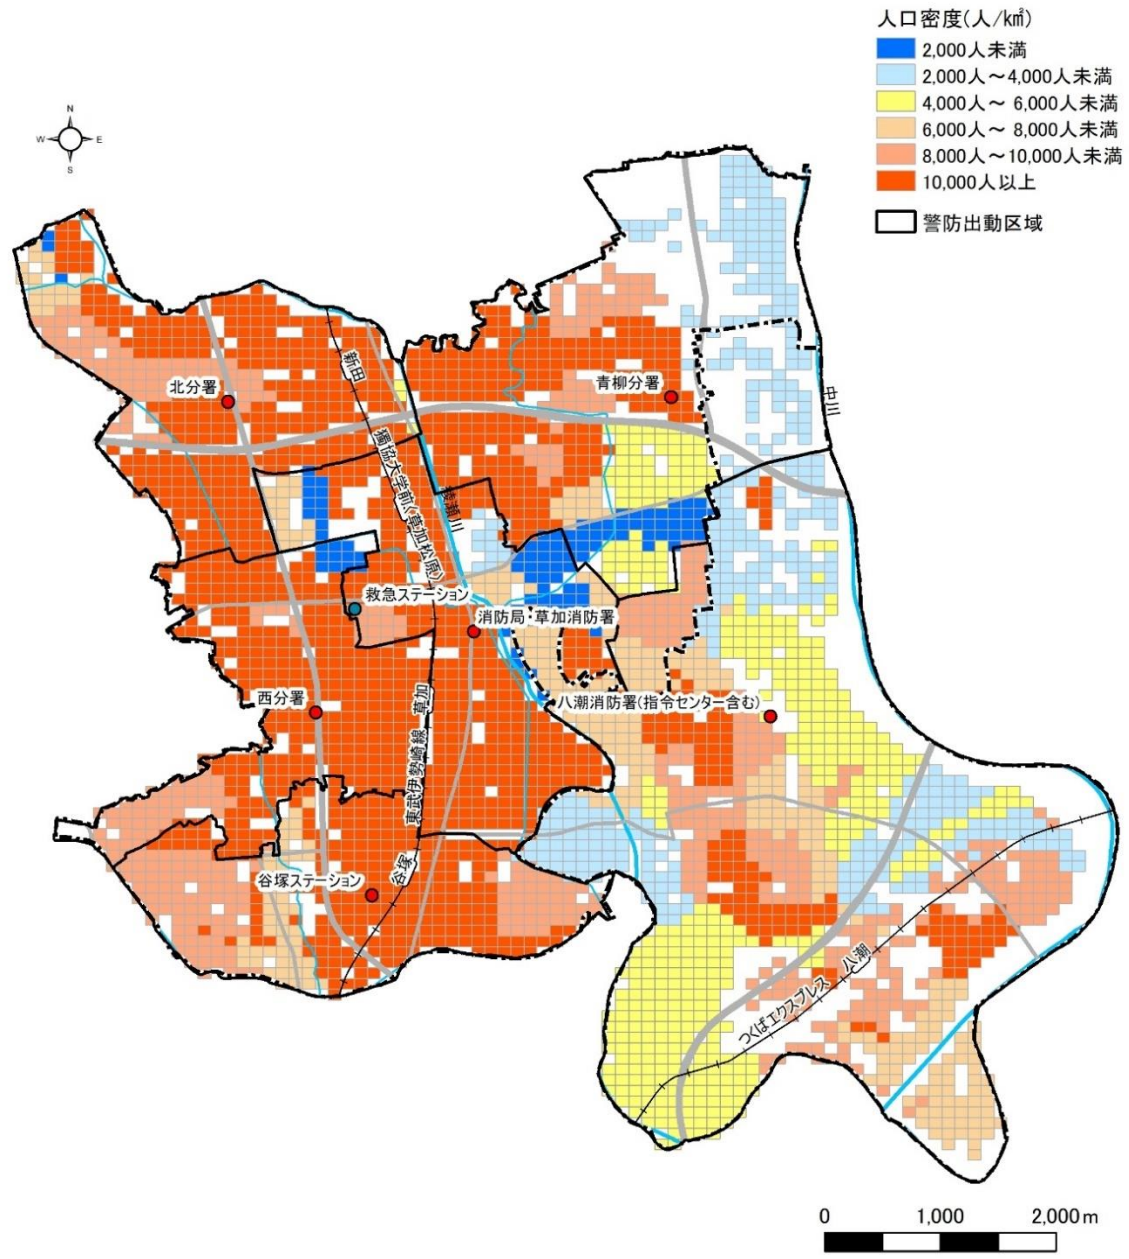 人口密度(人/㎢)
2,000人未満
2,000人～4,000人未満
4,000人～ 6,000人未満
6,000人～ 8,000人未満
8,000人～10,000人未満
10,000人以上
警防出動区域
N
W
E
S
新田
北分署
青柳分署
中川
獨協大学前〈草加松原〉
綾瀬川
救急ステーション
消防局・草加消防署
西分署
草加
八潮消防署(指令センター含む)
東武伊勢崎線
谷塚ステーション
谷塚
八潮
つくばエクスプレス
0
1,000
2,000m